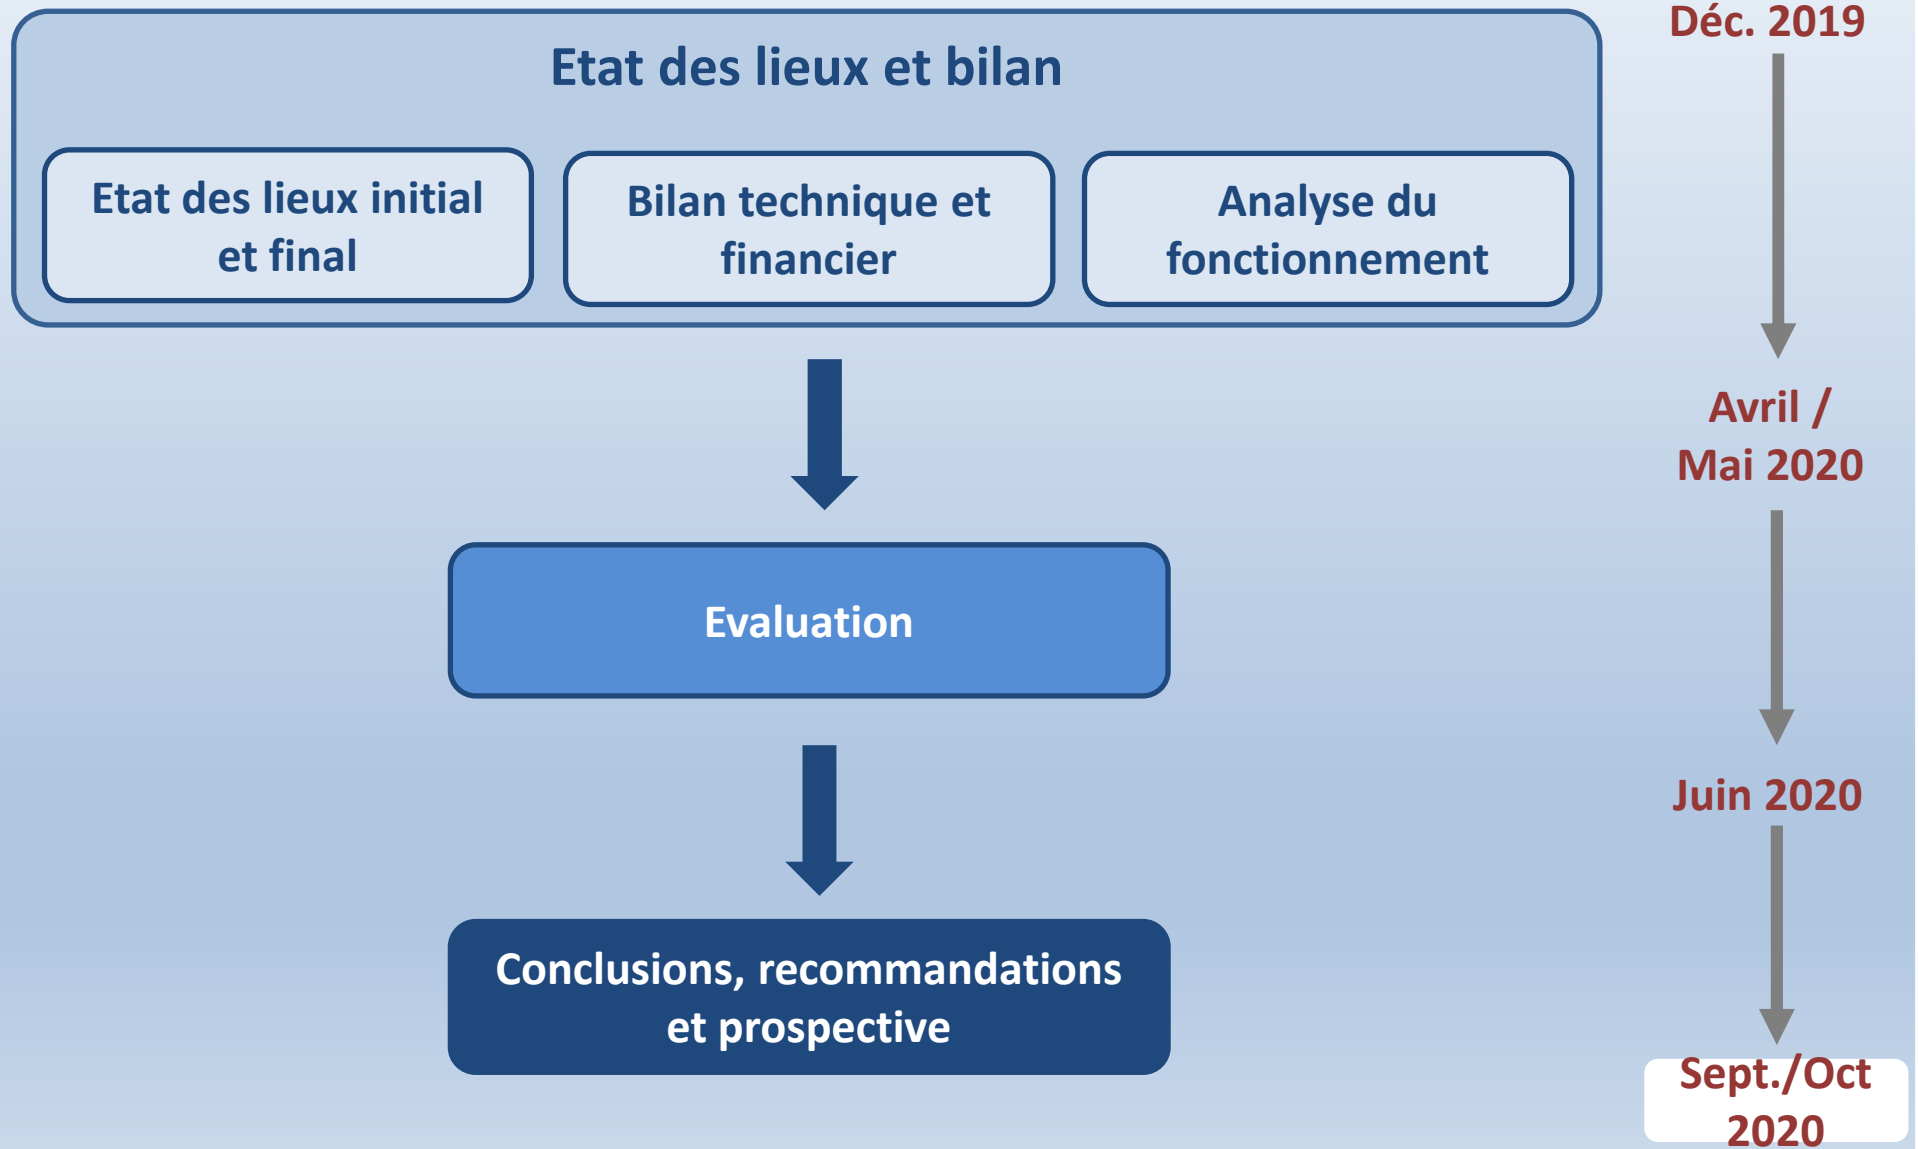 Etat des lieux et bilan
Etat des lieux initial
et final
Bilan technique et
financier
Analyse du
fonctionnement
Evaluation
Conclusions, recommandations
et prospective
Déc. 2019
Avril /
Mai 2020
Juin 2020
Sept./Oct
2020